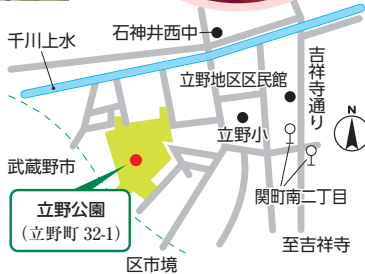 石神井西中
千川上水
吉祥寺通り
立野地区区民館
立野小
N
武蔵野市
関町南二丁目
立野公園
(立野町 32-1)
至吉祥寺
区市境